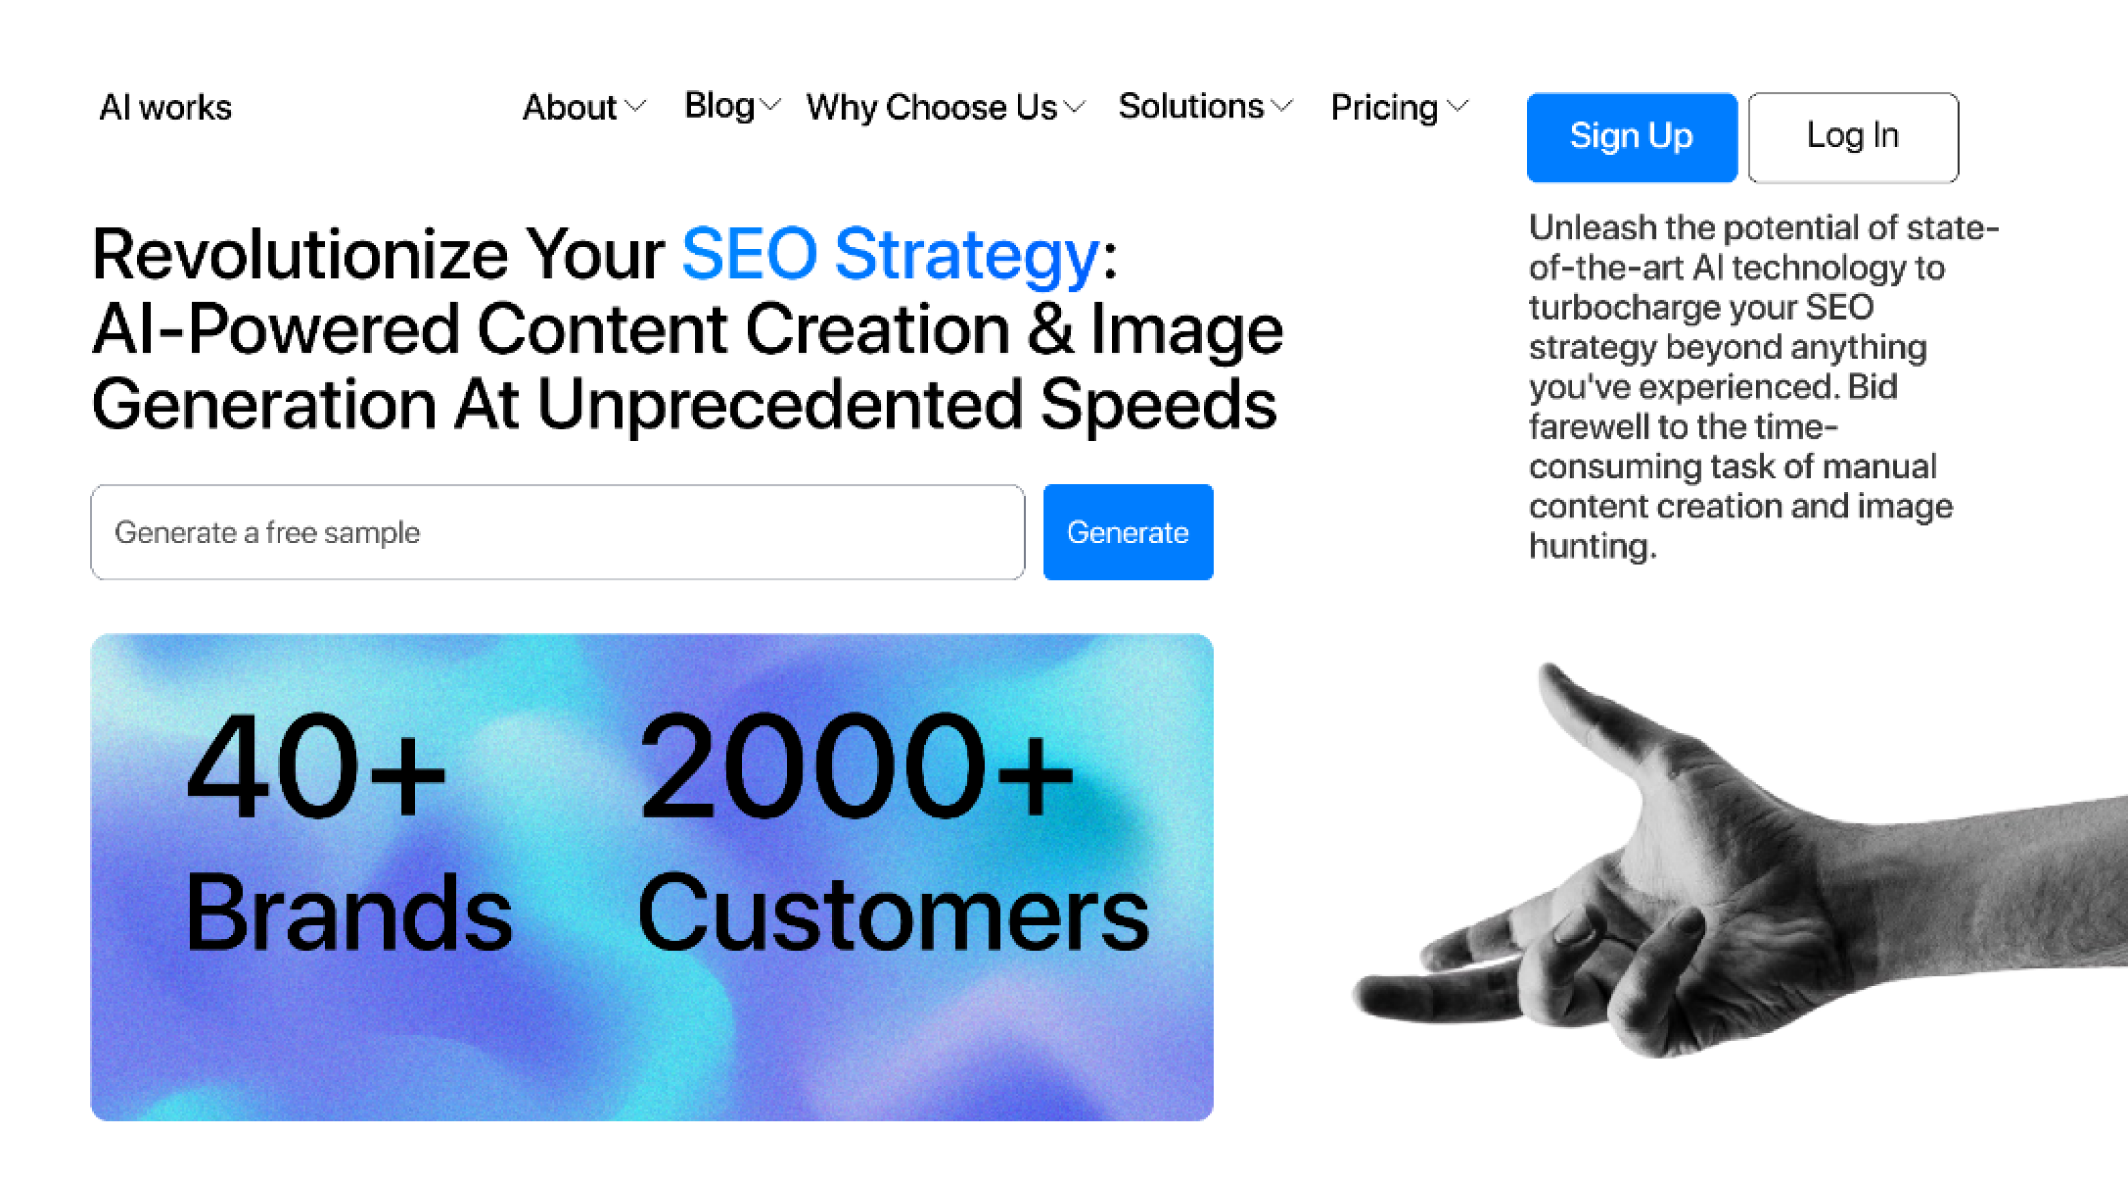 AI works
About
Blog
Why Choose Us
Solutions
Pricing
Sign Up
Log In
Revolutionize Your SEO Strategy:
AI-Powered Content Creation & Image
Generation At Unprecedented Speeds
Generate a free sample
Generate
Unleash the potential of state-
of-the-art AI technology to
turbocharge your SEO
strategy beyond anything
you've experienced. Bid
farewell to the time-
consuming task of manual
content creation and image
hunting.
40+
Brands
2000+
Customers